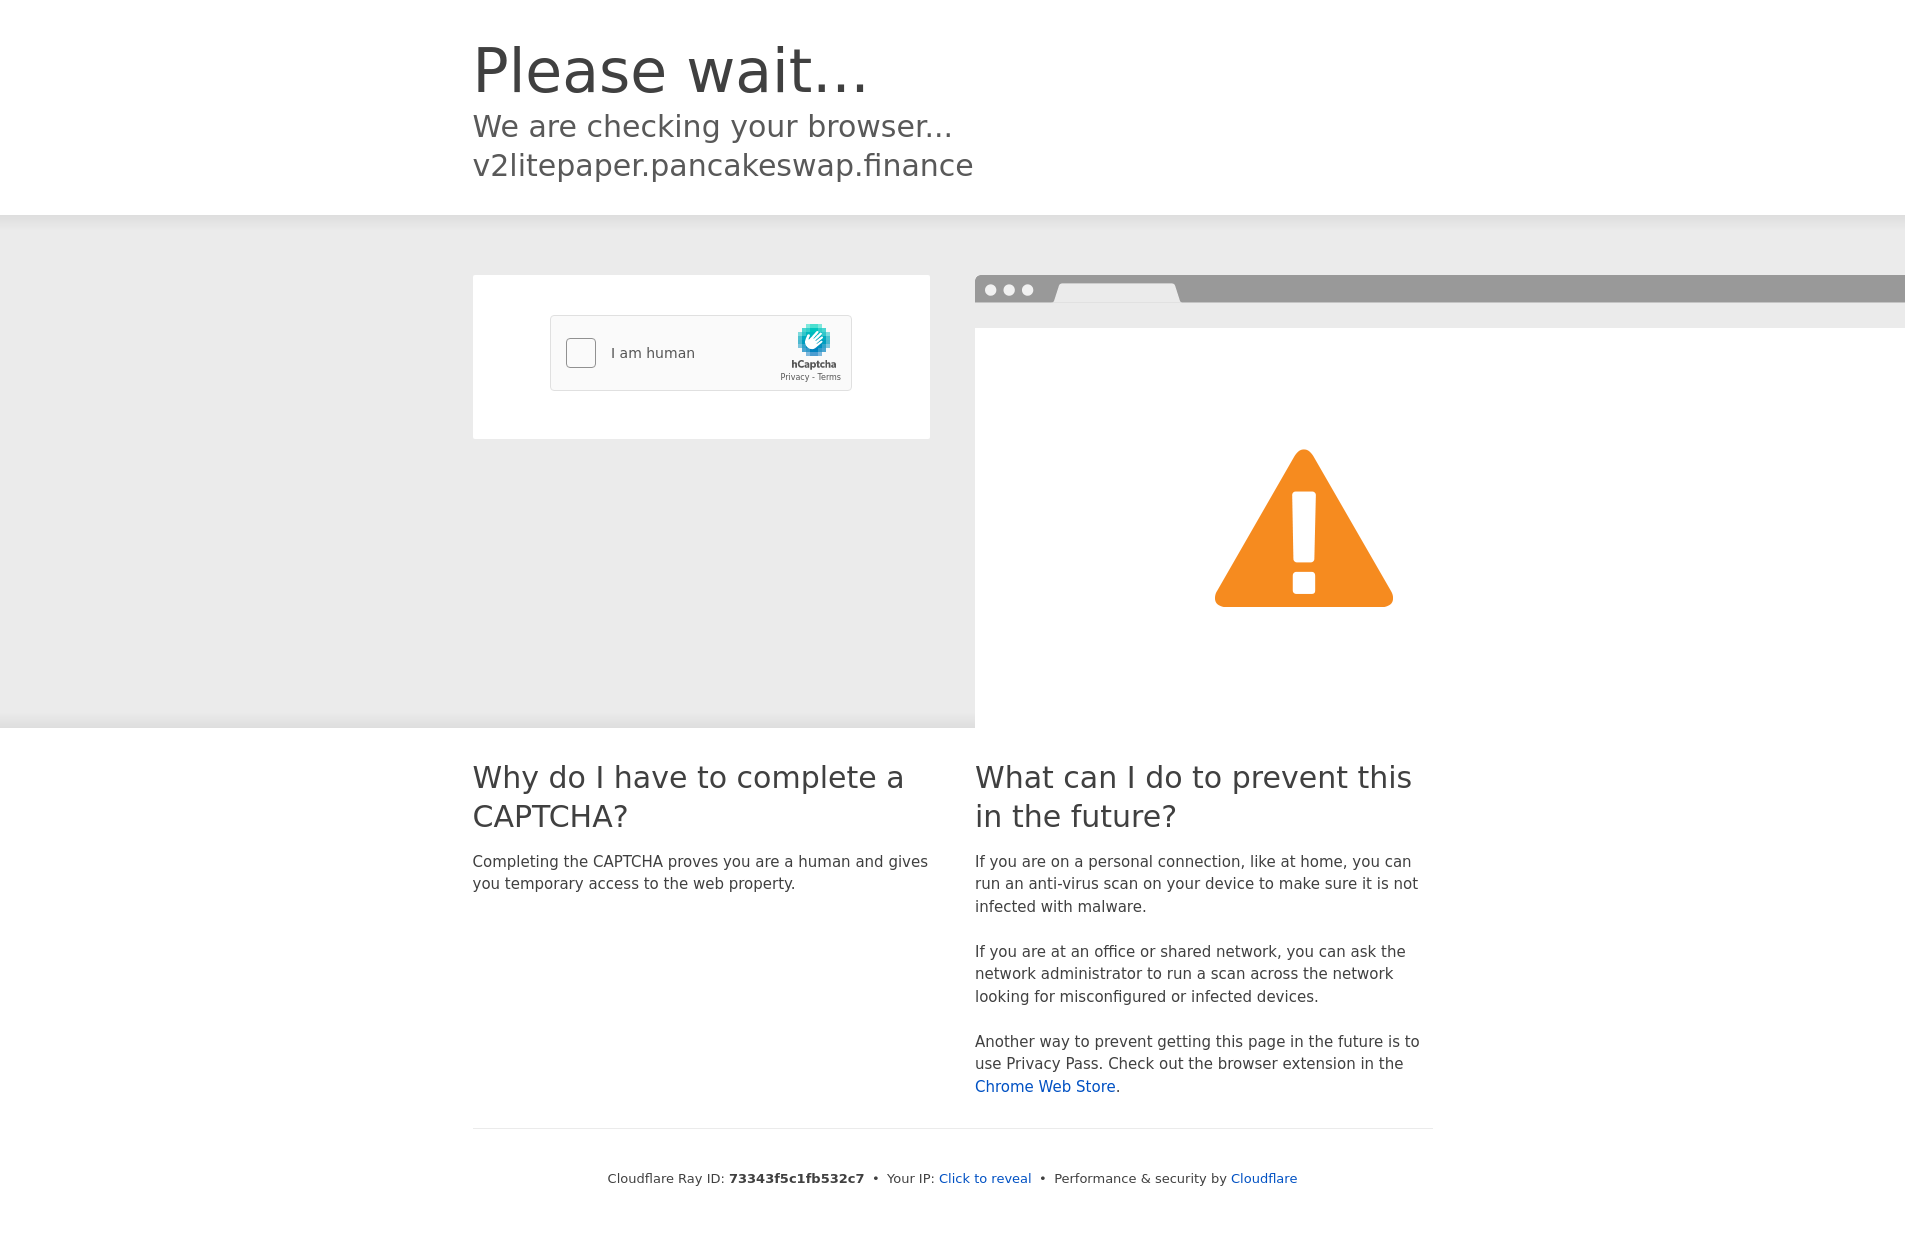 Please wait...
We are checking your browser...
v2litepaper.pancakeswap.finance
I am human
hCaptcha
Privacy - Terms
Why do I have to complete a
CAPTCHA?
Completing the CAPTCHA proves you are a human and gives
you temporary access to the web property.
What can I do to prevent this
in the future?
If you are on a personal connection, like at home, you can
run an anti-virus scan on your device to make sure it is not
infected with malware.
If you are at an office or shared network, you can ask the
network administrator to run a scan across the network
looking for misconfigured or infected devices.
Another way to prevent getting this page in the future is to
use Privacy Pass. Check out the browser extension in the
Chrome Web Store.
Cloudflare Ray ID: 73343f5c1fb532c7 • Your IP: Click to reveal • Performance & security by Cloudflare